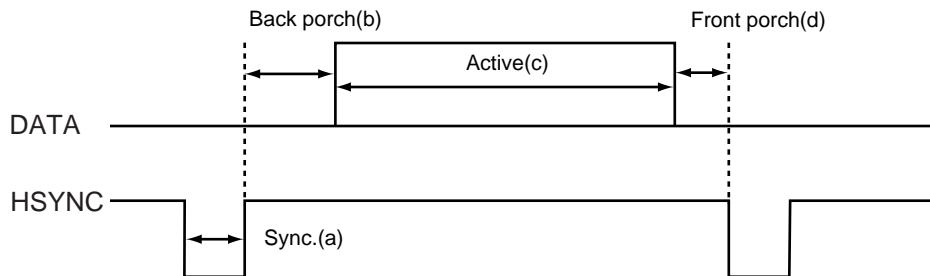 Back porch(b)
Front porch(d)
Active(c)
DATA
HSYNC
Sync.(a)